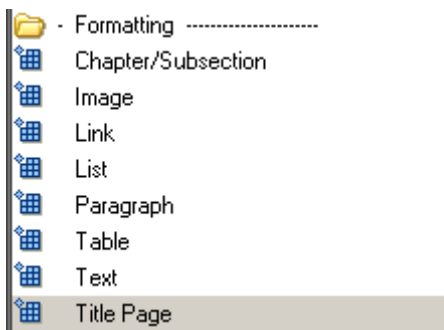 - Formatting ---------------------
Chapter/Subsection
Image
Link
List
Paragraph
Table
Text
Title Page